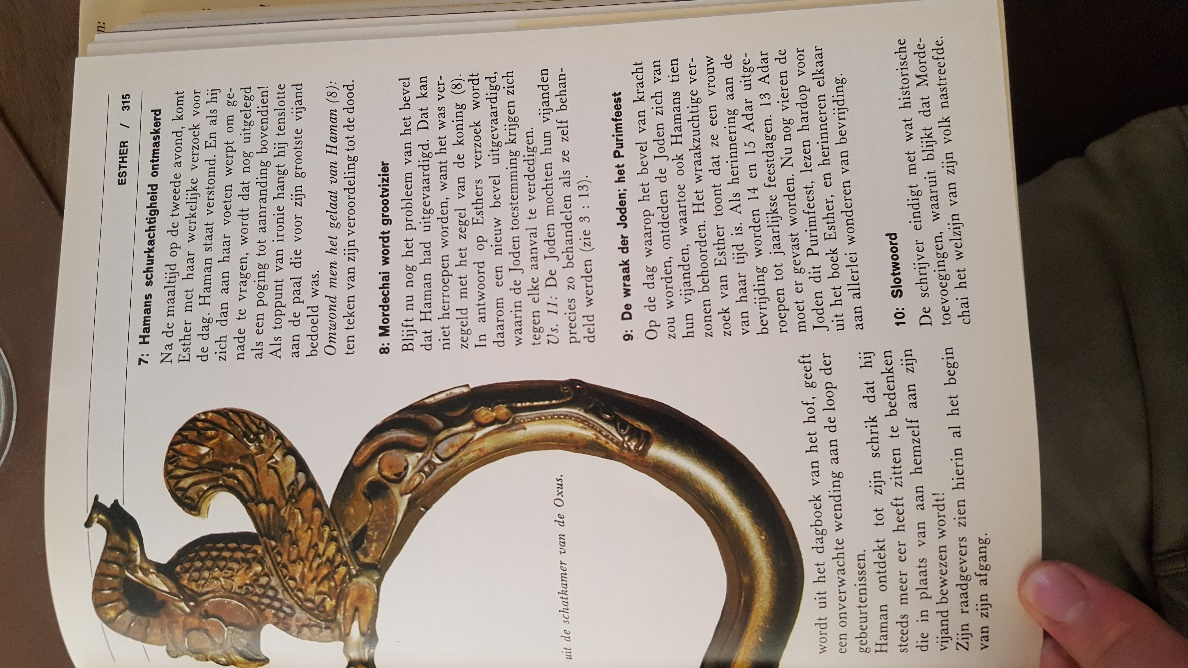 ESTHER / 315
uit de schatkamer van de Oxus.
wordt uit het dagboek van het hof, geeft
een onverwachte wending aan de loop der
gebeurtenissen.
Haman ontdekt tot zijn schrik dat hij
steeds meer eer heeft zitten te bedenken
die in plaats van aan hemzelf aan zijn
vijand bewezen wordt!
Zijn raadgevers zien hierin al het begin
van zijn afgang.
7: Hamans schurkachtigheid ontmaskerd
Na de maaltijd op de tweede avond, komt
Esther met haar werkelijke verzoek voor
de dag. Haman staat verstomd. En als hij
zich dan aan haar voeten werpt om ge-
nade te vragen, wordt dat nog uitgelegd
als een poging tot aanranding bovendien!
Als toppunt van ironie hangt hij tenslotte
aan de paal die voor zijn grootste vijand
bedoeld was.
Omwond men het gelaat van Haman (8):
ten teken van zijn veroordeling tot de dood.
8: Mordechai wordt grootvizier
Blijft nu nog het probleem van het bevel
dat Haman had uitgevaardigd. Dat kan
niet herroepen worden, want het was ver-
zegeld met het zegel van de koning (8).
In antwoord op Esthers verzoek wordt
daarom een nieuw bevel uitgevaardigd,
waarin de Joden toestemming krijgen zich
tegen elke aanval te verdedigen.
Vs. 11: De Joden mochten hun vijanden
precies zo behandelen als ze zelf behan-
deld werden (zie 3 : 13).
9: De wraak der Joden; het Purimfeest
Op de dag waarop het bevel van kracht
zou worden, ontdeden de Joden zich van
hun vijanden, waartoe ook Hamans tien
zonen behoorden. Het wraakzuchtige ver-
zoek van Esther toont dat ze een vrouw
van haar tijd is. Als herinnering aan de
bevrijding worden 14 en 15 Adar uitge-
roepen tot jaarlijkse feestdagen. 13 Adar
moet er gevast worden. Nu nog vieren de
Joden dit Purimfeest, lezen hardop voor
uit het boek Esther, en herinneren elkaar
aan allerlei wonderen van bevrijding.
10: Slotwoord
De schrijver eindigt met wat historische
toevoegingen, waaruit blijkt dat Morde-
chai het welzijn van zijn volk nastreefde.